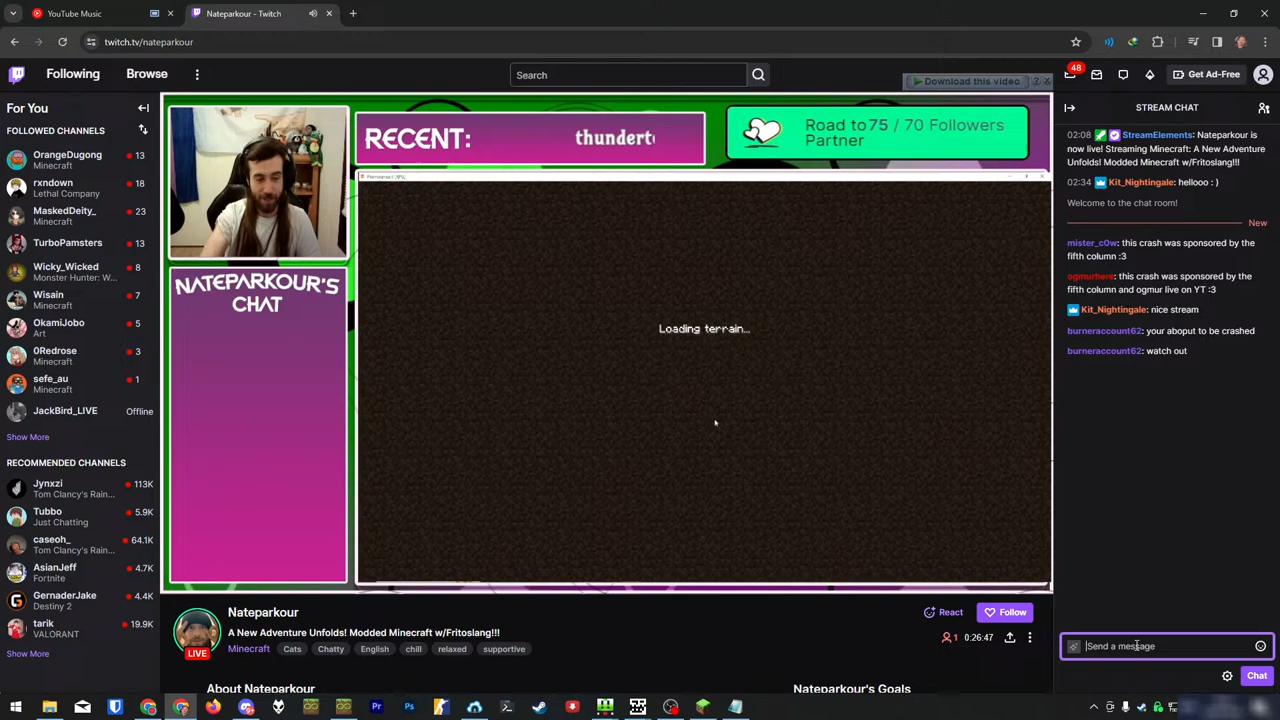 YouTube Music
Nateparkour - Twitch
twitch.tv/nateparkour
Following
Browse
Search
Download this video
48
Get Ad-Free
For You
FOLLOWED CHANNELS
OrangeDugong
Minecraft
13
rxndown
Lethal Company
18
MaskedDeity_
Minecraft
23
TurboPamsters
13
Wicky_Wicked
Monster Hunter: W...
8
Wisain
Minecraft
7
OkamiJobo
Art
5
0Redrose
Minecraft
3
sefe_au
Minecraft
1
JackBird_LIVE
Offline
Show More
RECOMMENDED CHANNELS
Jynxzi
Tom Clancy's Rain...
113K
Tubbo
Just Chatting
5.9K
caseoh_
Tom Clancy's Rain...
64.1K
AsianJeff
Fortnite
4.7K
GernaderJake
Destiny 2
4.4K
tarik
VALORANT
19.9K
Show More
RECENT:
thundert
Road to 75 / 70 Followers
Partner
NATEPARKOUR'S
CHAT
Loading terrain...
Nateparkour
A New Adventure Unfolds! Modded Minecraft w/Fritoslang!!!
Minecraft
Cats
Chatty
English
chill
relaxed
supportive
LIVE
React
Follow
1
0:26:47
About Nateparkour
Nateparkour's Goals
STREAM CHAT
02:08 StreamElements: Nateparkour is
now live! Streaming Minecraft: A New Adventure
Unfolds! Modded Minecraft w/Fritoslang!!!
02:34 Kit_Nightingale: hellooo : )
Welcome to the chat room!
New
mister_c0w: this crash was sponsored by the
fifth column :3
ogmurhere: this crash was sponsored by the
fifth column and ogmur live on YT :3
Kit_Nightingale: nice stream
burneraccount62: your aboput to be crashed
burneraccount62: watch out
Send a message
Chat